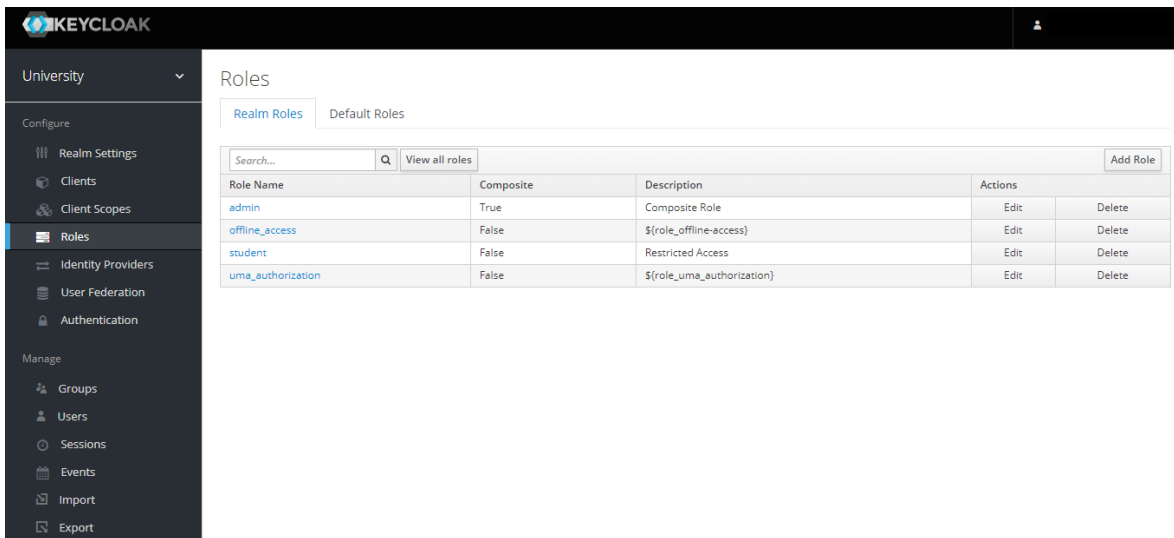 KEYCLOAK
University
Configure
Realm Settings
Clients
Client Scopes
Roles
Identity Providers
User Federation
Authentication
Manage
Groups
Users
Sessions
Events
Import
Export
Roles
Realm Roles Default Roles
Search... View all roles Add Role
Role Name Composite Description Actions
admin True Composite Role Edit Delete
offline_access False ${role_offline-access} Edit Delete
student False Restricted Access Edit Delete
uma_authorization False ${role_uma_authorization} Edit Delete